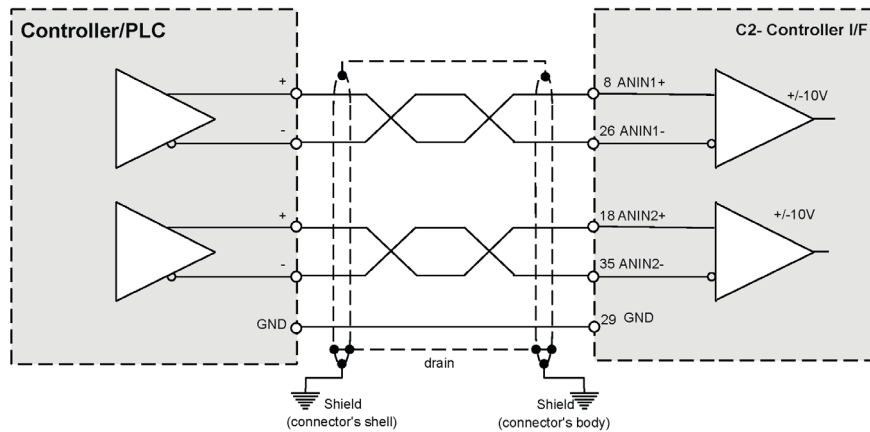 Controller/PLC
C2- Controller I/F
+
8 ANIN1+
+/-10V
-
26 ANIN1-
+
18 ANIN2+
+/-10V
-
35 ANIN2-
GND
29 GND
drain
Shield
(connector's shell)
Shield
(connector's body)